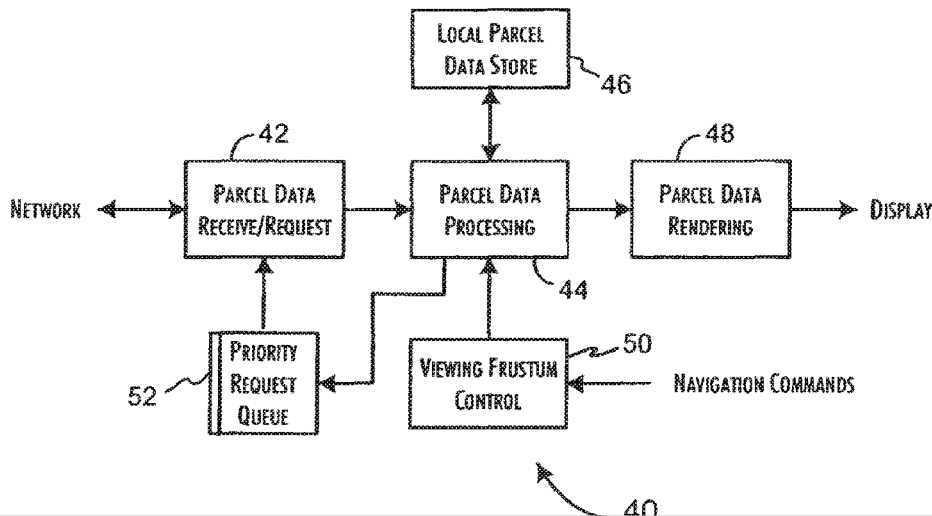 LOCAL PARCEL
DATA STORE
46
42
48
NETWORK
PARCEL DATA
RECEIVE/REQUEST
PARCEL DATA
PROCESSING
PARCEL DATA
RENDERING
DISPLAY
44
52
PRIORITY
REQUEST
QUEUE
VIEWING FRUSTUM
CONTROL
50
NAVIGATION COMMANDS
40